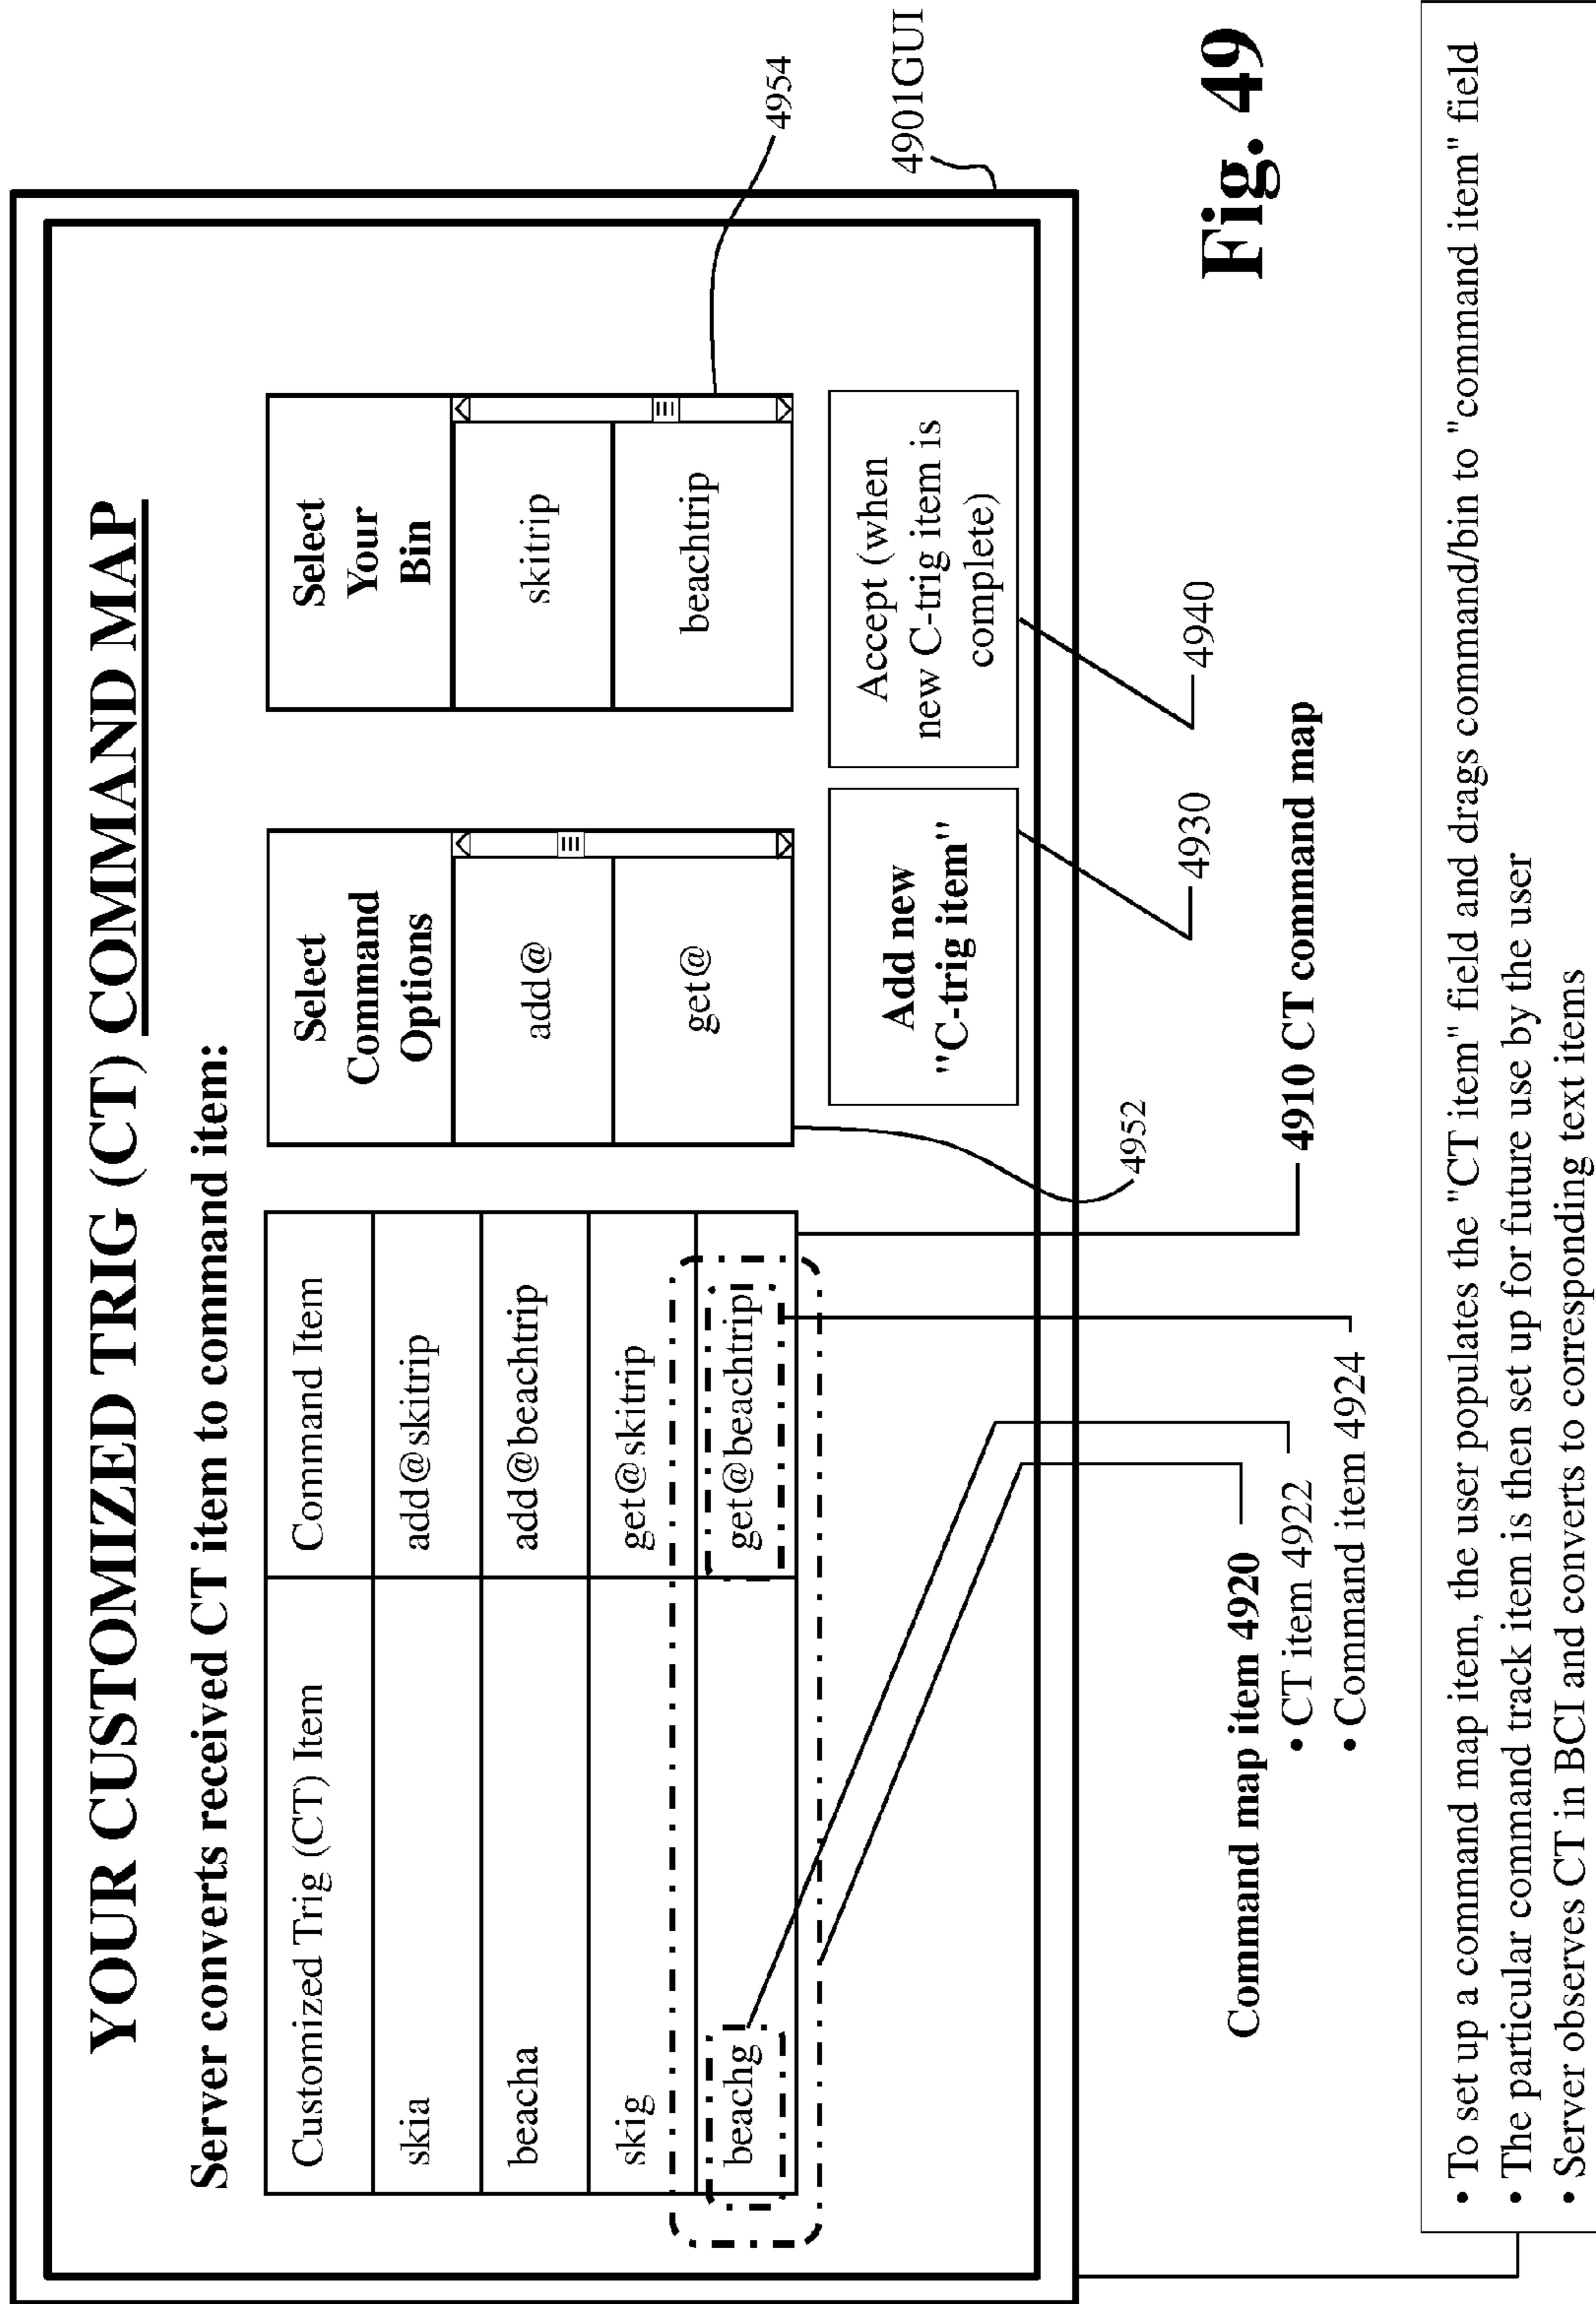 YOUR CUSTOMIZED TRIG (CT) COMMAND MAP
Server converts received CT item to command item:
Customized Trig (CT) Item
Command Item
skia
add@skitrip
beacha
add@beachtrip
skig
get@skitrip
beachg
get@beachtrip
Select
Command
Options
add@
get@
Select
Your
Bin
skitrip
beachtrip
Add new
"C-trig item"
Accept (when
new C-trig item is
complete)
4954
4901GUI
4952
4930
4940
4910 CT command map
Command map item 4920
• CT item 4922
• Command item 4924
Fig. 49
• To set up a command map item, the user populates the "CT item" field and drags command/bin to "command item" field
• The particular command track item is then set up for future use by the user
• Server observes CT in BCI and converts to corresponding text items